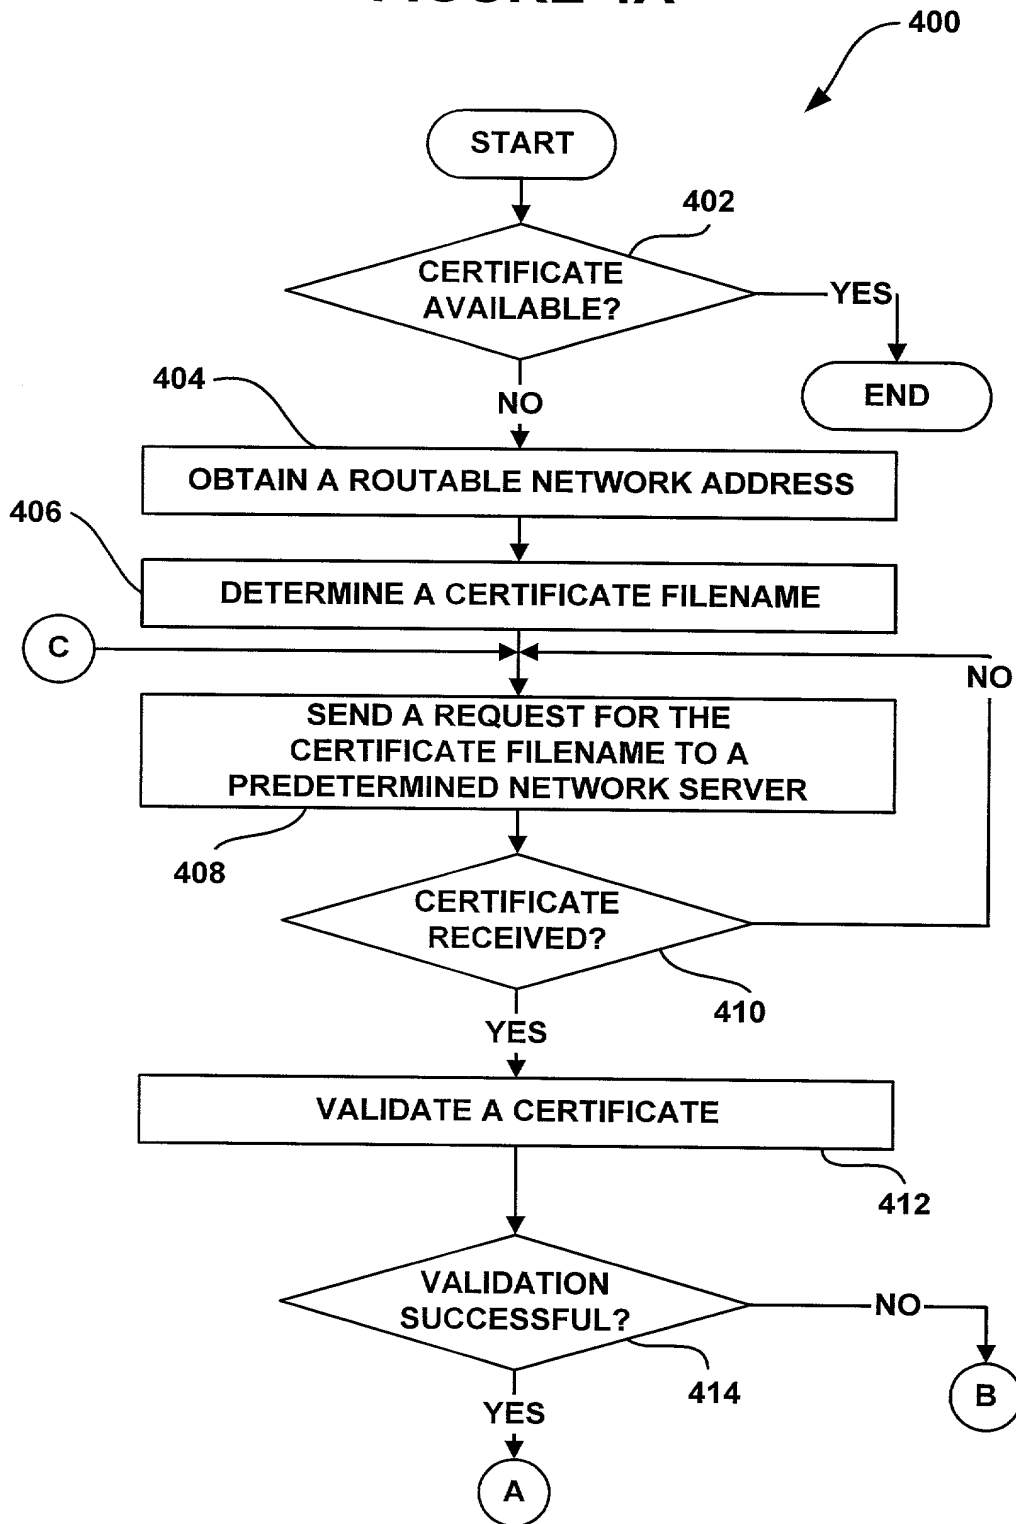 400
START
402
CERTIFICATE
AVAILABLE?
YES
END
404
NO
OBTAIN A ROUTABLE NETWORK ADDRESS
406
DETERMINE A CERTIFICATE FILENAME
C
NO
SEND A REQUEST FOR THE
CERTIFICATE FILENAME TO A
PREDETERMINED NETWORK SERVER
408
CERTIFICATE
RECEIVED?
410
YES
VALIDATE A CERTIFICATE
412
VALIDATION
SUCCESSFUL?
NO
414
B
YES
A